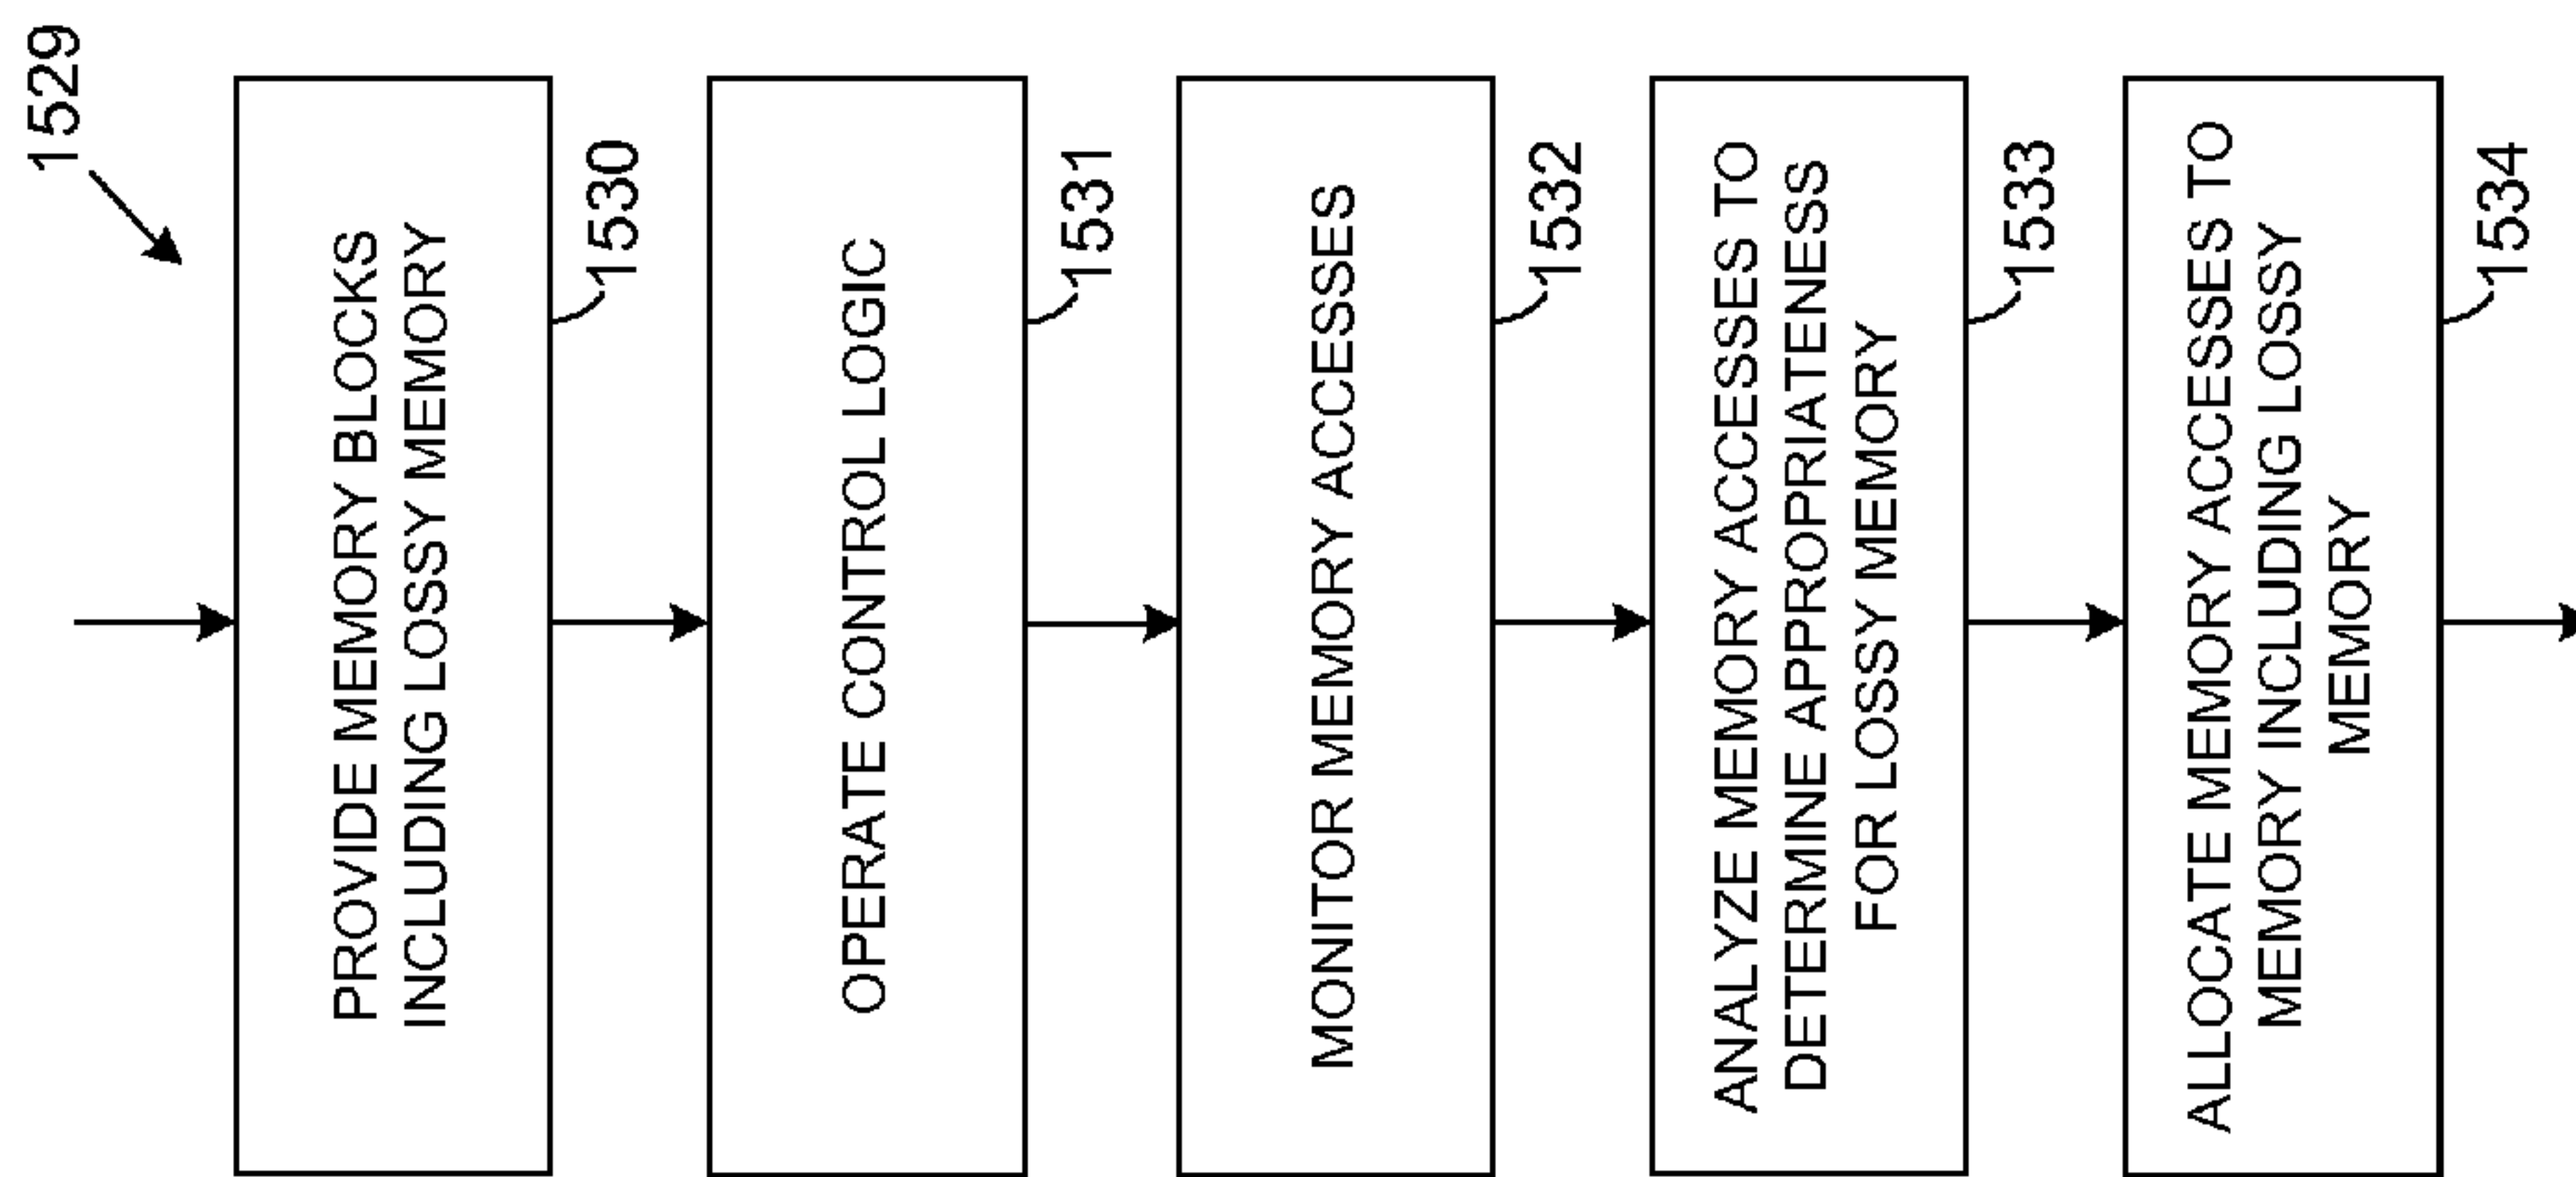 1529
PROVIDE MEMORY BLOCKS
INCLUDING LOSSY MEMORY
1530
OPERATE CONTROL LOGIC
1531
MONITOR MEMORY ACCESSES
1532
ANALYZE MEMORY ACCESSES TO
DETERMINE APPROPRIATENESS
FOR LOSSY MEMORY
1533
ALLOCATE MEMORY ACCESSES TO
MEMORY INCLUDING LOSSY
MEMORY
1534